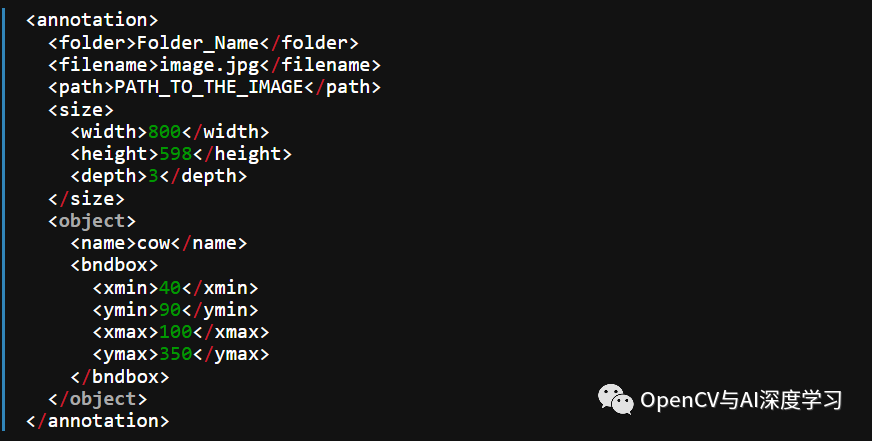 <annotation>
<folder>Folder_Name</folder>
<filename>image.jpg</filename>
<path>PATH_TO_THE_IMAGE</path>
<size>
<width>800</width>
<height>598</height>
<depth>3</depth>
</size>
<object>
<name>cow</name>
<bndbox>
<xmin>40</xmin>
<ymin>90</ymin>
<xmax>100</xmax>
<ymax>350</ymax>
</bndbox>
</object>
</annotation>
OpenCV与AI深度学习